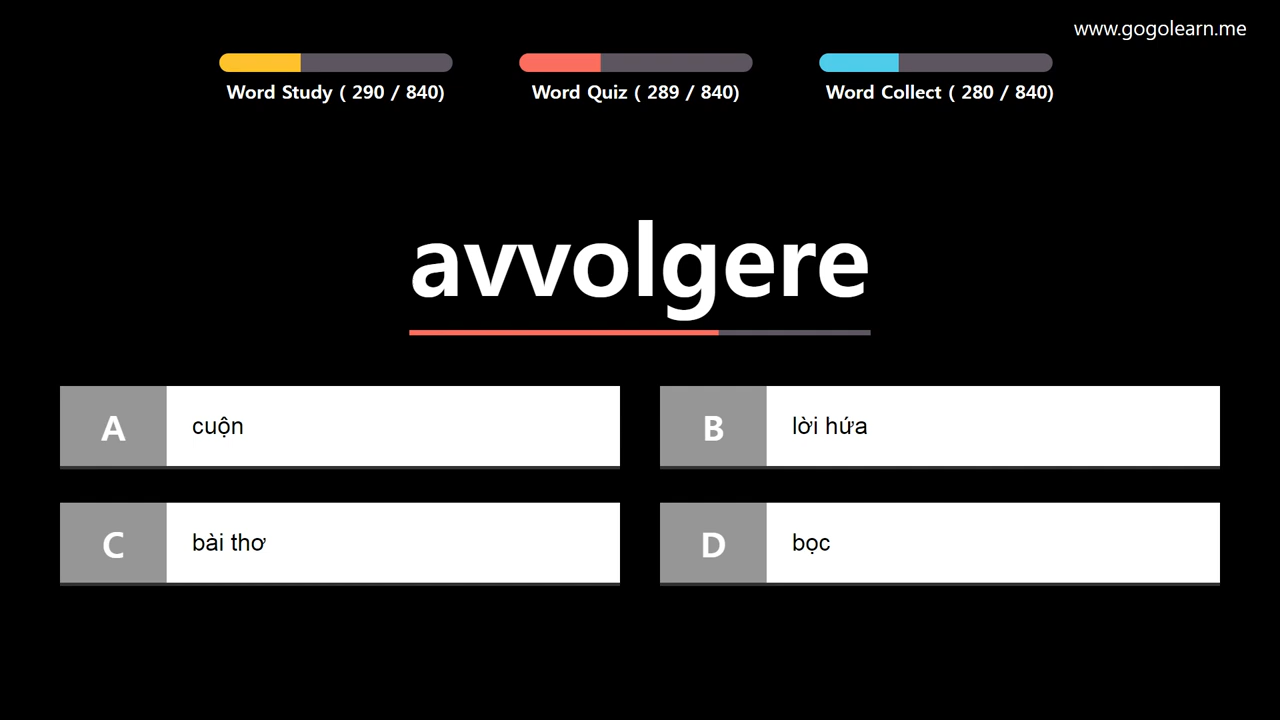 www.gogolearn.me
Word Study ( 290 / 840)
Word Quiz ( 289 / 840)
Word Collect ( 280 / 840)
avvolgere
A cuộn
B lời hứa
C bài thơ
D bọc